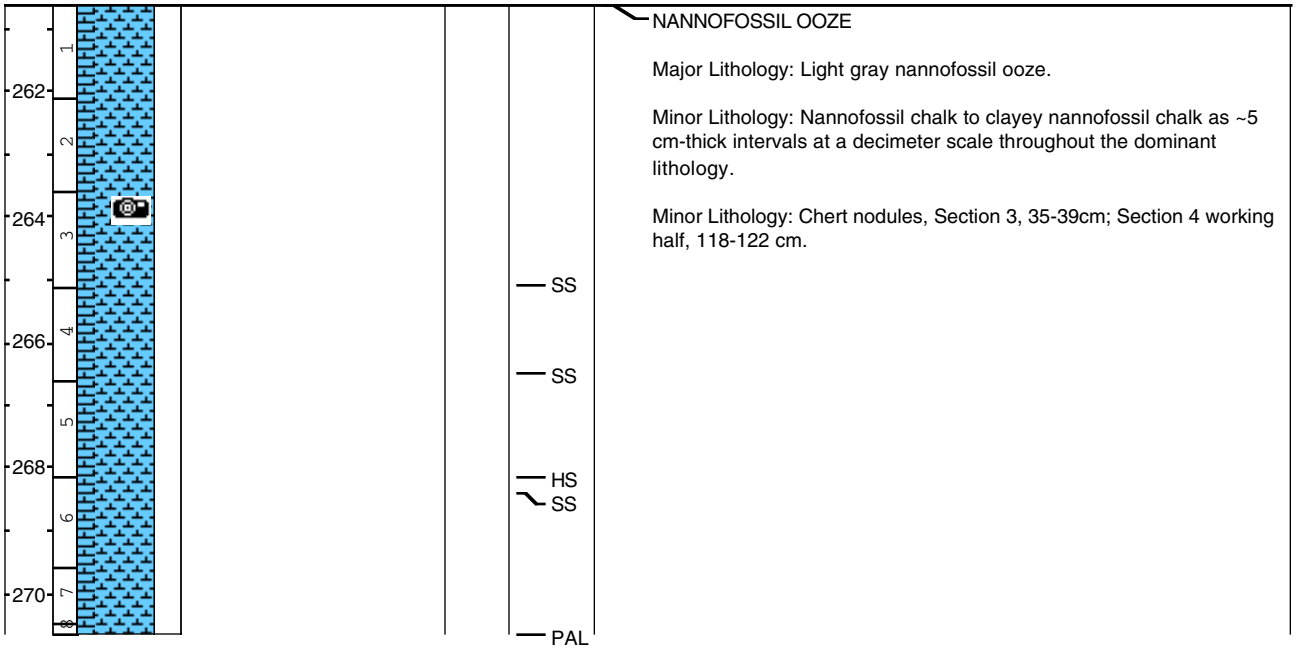 NANNOFOSSIL OOZE
1
Major Lithology: Light gray nannofossil ooze.
262
Minor Lithology: Nannofossil chalk to clayey nannofossil chalk as ~5
cm-thick intervals at a decimeter scale throughout the dominant
lithology.
2
264
Minor Lithology: Chert nodules, Section 3, 35-39cm; Section 4 working
half, 118-122 cm.
3
SS
4
266
SS
5
268
HS
SS
6
270
7
8
PAL